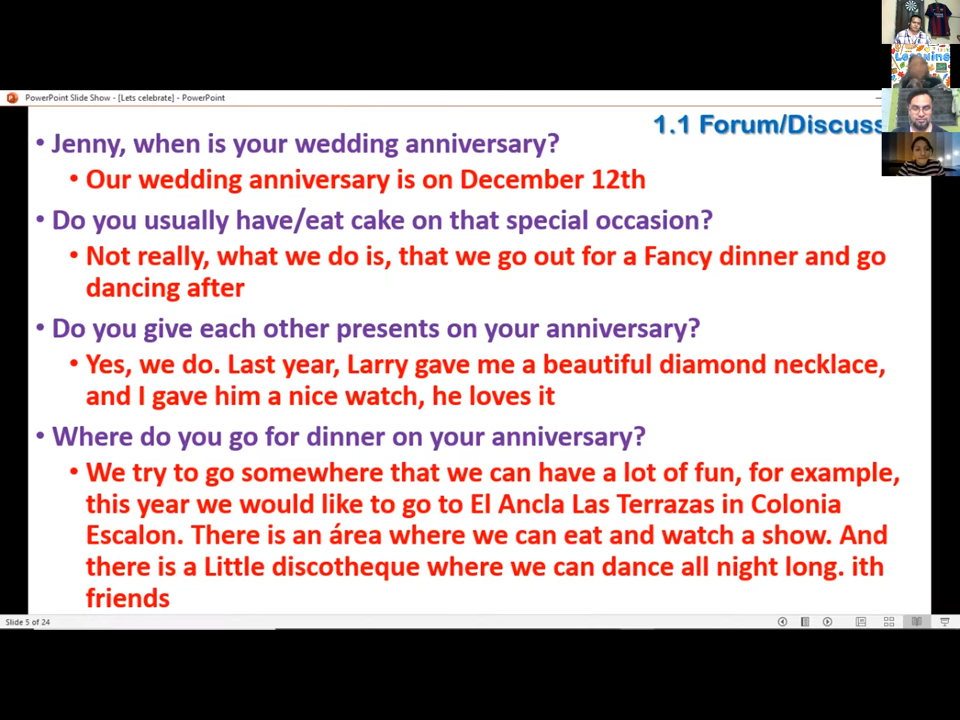 PowerPoint Slide Show - [Lets celebrate] - PowerPoint
1.1 Forum/Discuss
• Jenny, when is your wedding anniversary?
• Our wedding anniversary is on December 12th
• Do you usually have/eat cake on that special occasion?
• Not really, what we do is, that we go out for a Fancy dinner and go
dancing after
• Do you give each other presents on your anniversary?
• Yes, we do. Last year, Larry gave me a beautiful diamond necklace,
and I gave him a nice watch, he loves it
• Where do you go for dinner on your anniversary?
• We try to go somewhere that we can have a lot of fun, for example,
this year we would like to go to El Ancla Las Terrazas in Colonia
Escalon. There is an área where we can eat and watch a show. And
there is a Little discotheque where we can dance all night long. ith
friends
Slide 5 of 24